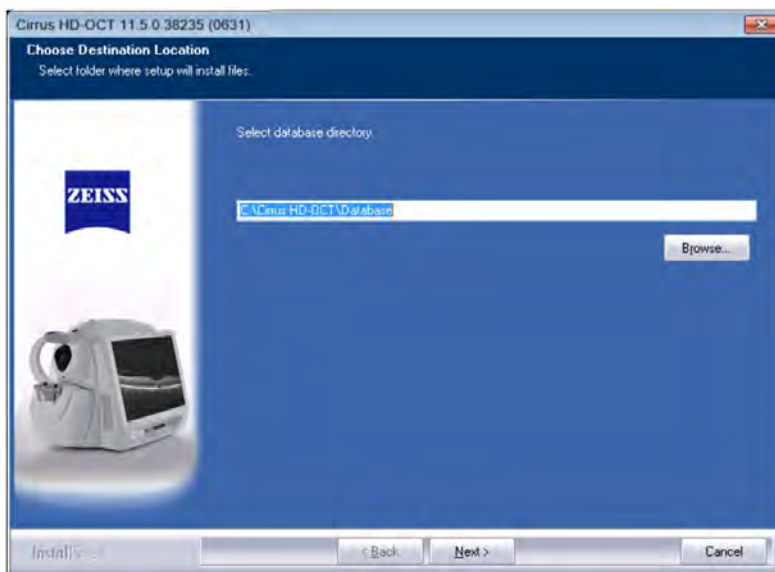 Cirrus HD-OCT 11.5.0.38235 (0631)
Choose Destination Location
Select folder where setup will install files.
Select database directory.
ZEISS
C:\Cirrus HD-OCT\Database
Browse...
< Back
Next >
Cancel